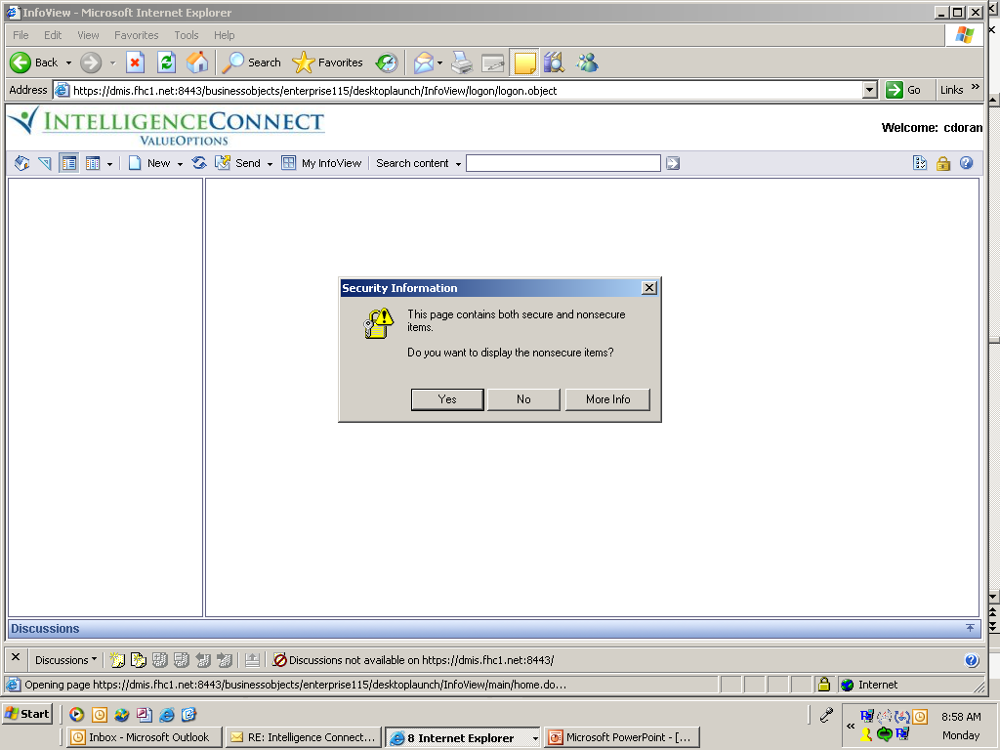 InfoView - Microsoft Internet Explorer
File Edit View Favorites Tools Help
Back Search Favorites
Address https://dmis.fhc1.net:8443/businessobjects/enterprise115/desktoplaunch/InfoView/logon/logon.object Go Links »
INTELLIGENCECONNECT
VALUEOPTIONS
Welcome: cdoran
New Send My InfoView Search content
Security Information
This page contains both secure and nonsecure
items.
Do you want to display the nonsecure items?
Yes No More Info
Discussions
Discussions Discussions not available on https://dmis.fhc1.net:8443/
Opening page https://dmis.fhc1.net:8443/businessobjects/enterprise115/desktoplaunch/InfoView/main/home.do... Internet
Start 8:58 AM
Inbox - Microsoft Outlook RE: Intelligence Connect... 8 Internet Explorer Microsoft PowerPoint - [... « Monday